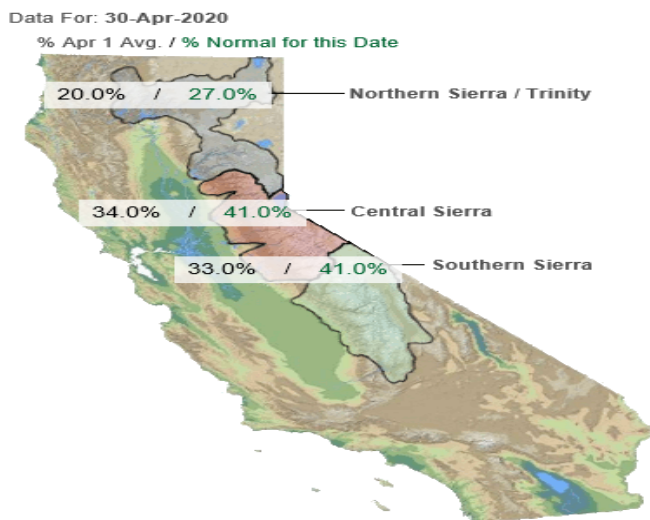 Data For: 30-Apr-2020
% Apr 1 Avg. / % Normal for this Date
20.0% / 27.0% Northern Sierra / Trinity
34.0% / 41.0% Central Sierra
33.0% / 41.0% Southern Sierra